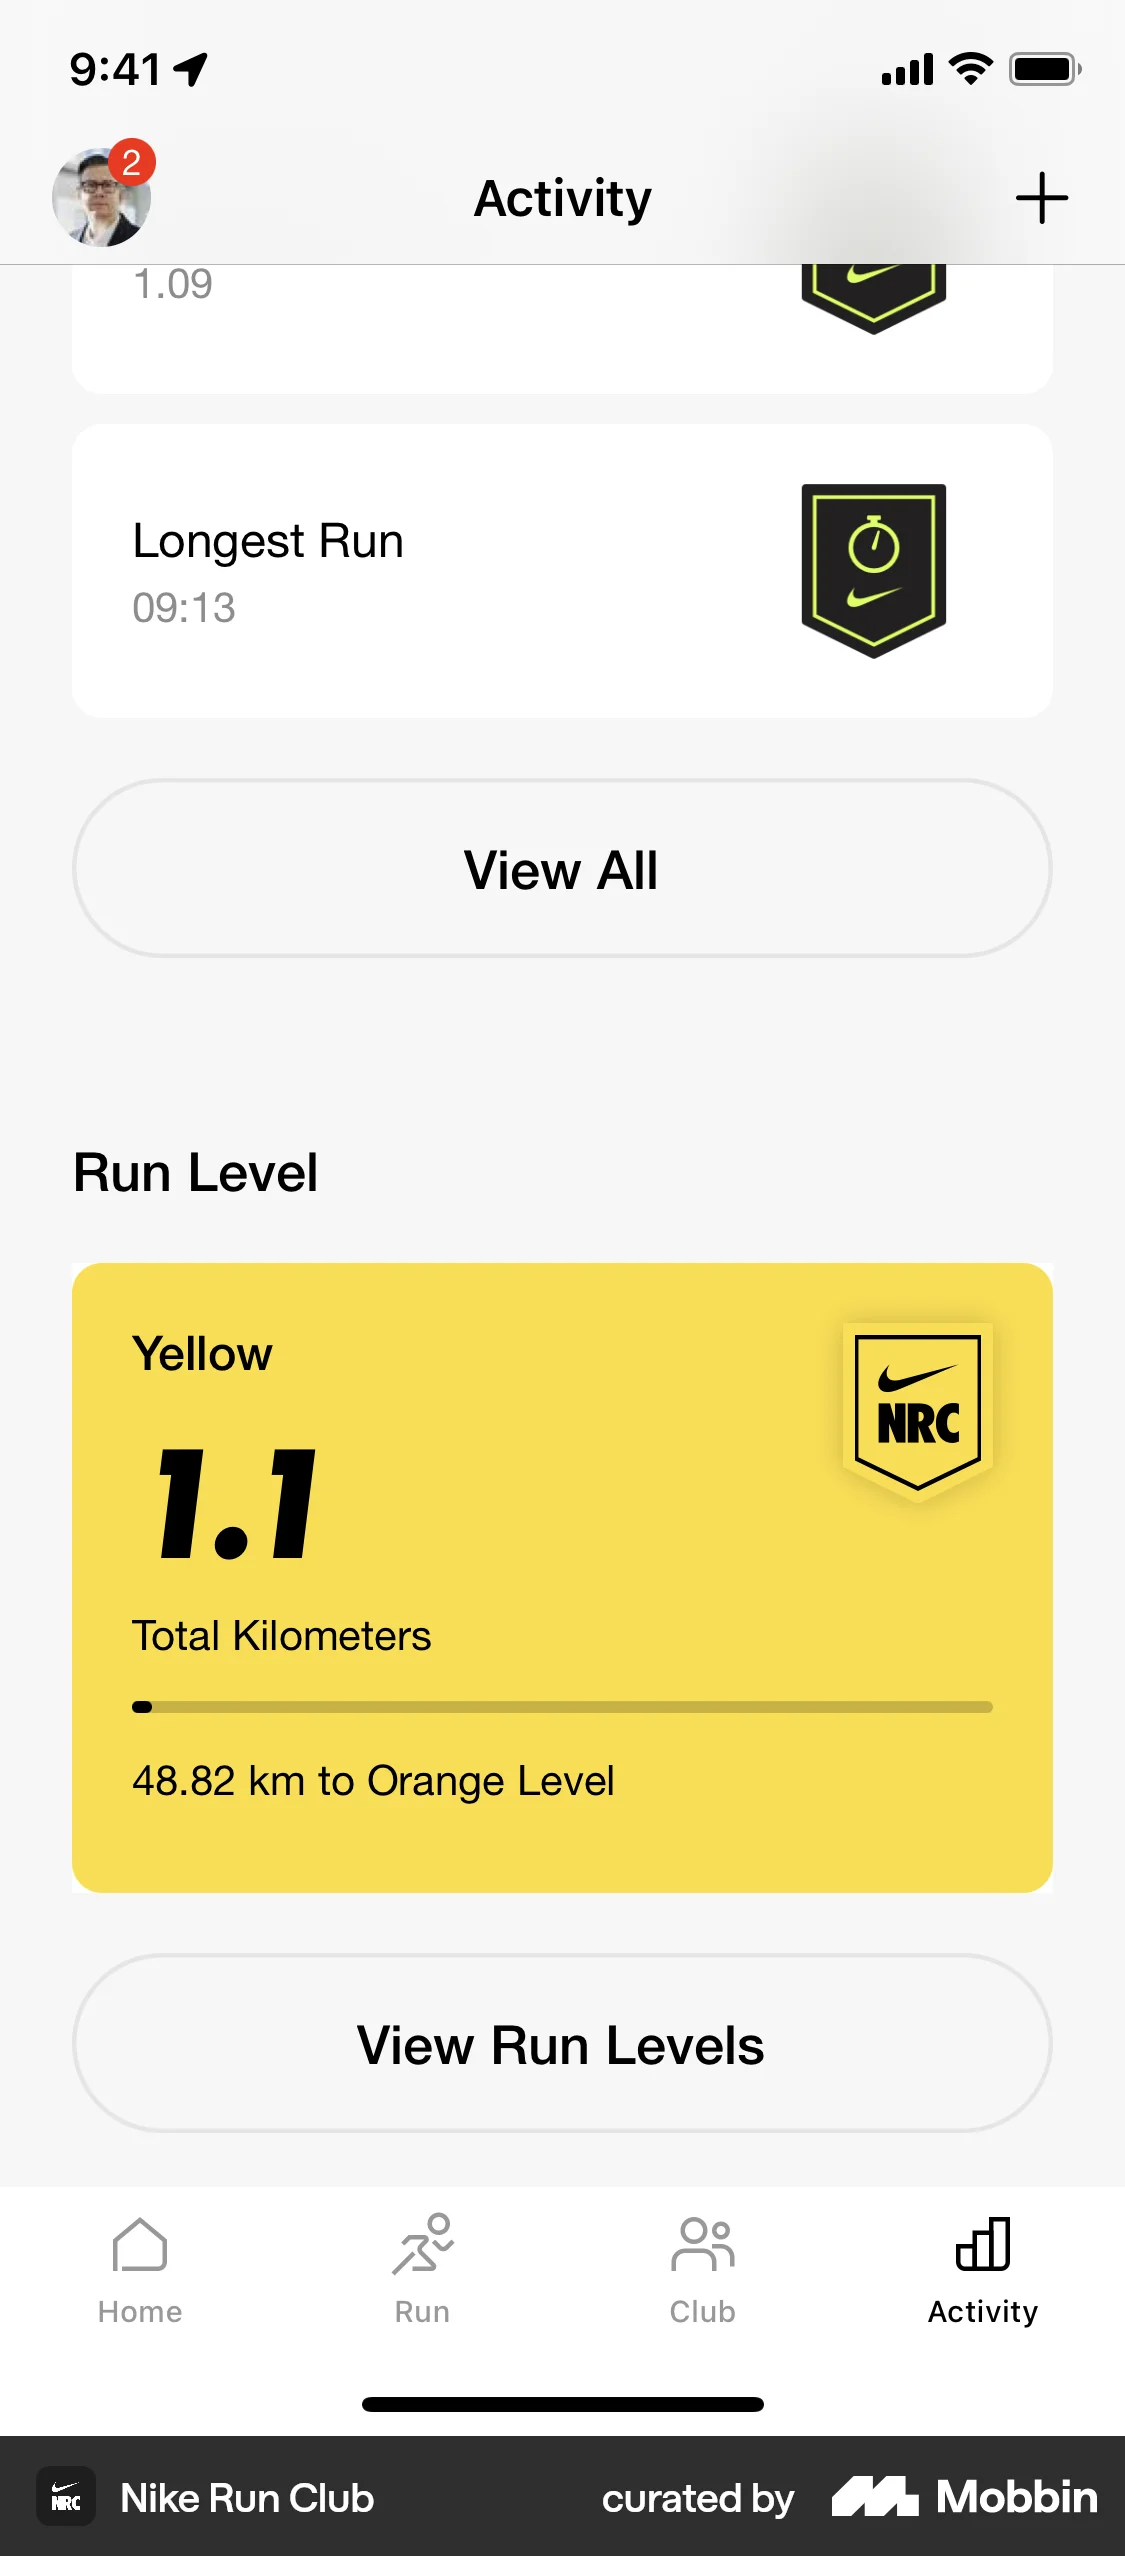 9:41
2
Activity
1.09
Longest Run
09:13
View All
Run Level
Yellow
NRC
1.1
Total Kilometers
48.82 km to Orange Level
View Run Levels
Home
Run
Club
Activity
NRC
Nike Run Club
curated by
Mobbin